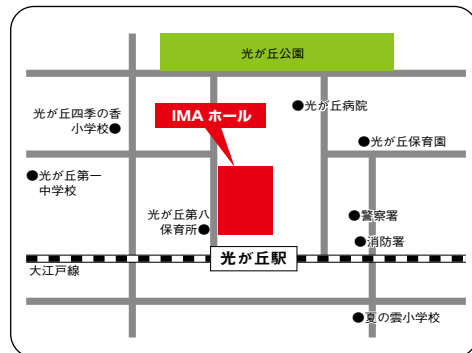 光が丘公園
●光が丘病院
IMA ホール
光が丘四季の香
小学校●
●光が丘保育園
●光が丘第一
中学校
光が丘第八
保育所●
●警察署
●消防署
光が丘駅
大江戸線
●夏の雲小学校